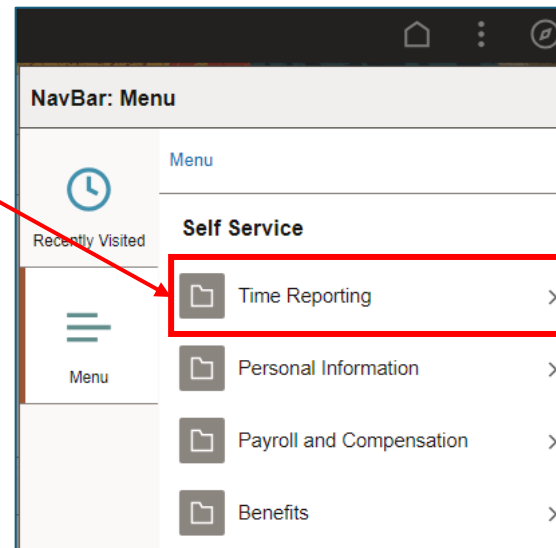 NavBar: Menu
Menu
Recently Visited
Self Service
Time Reporting
Menu
Personal Information
Payroll and Compensation
Benefits